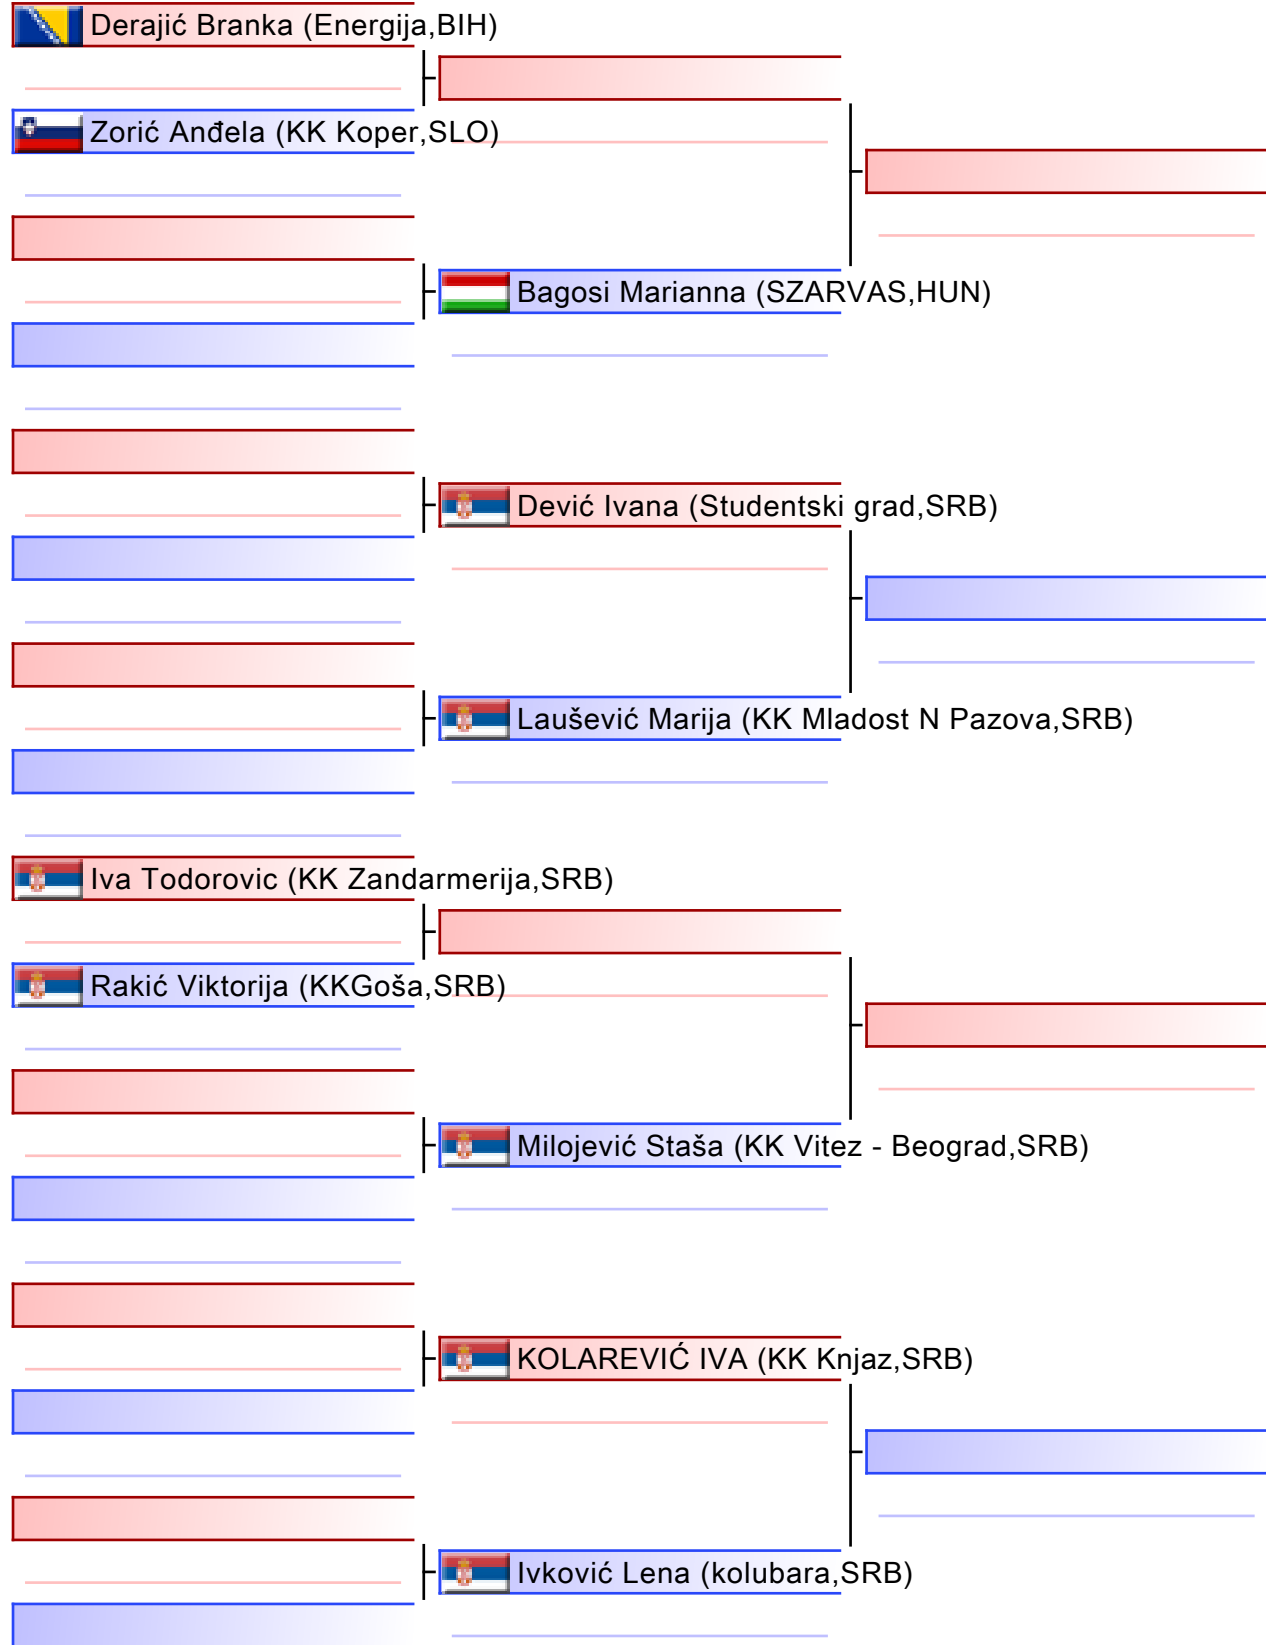 Derajić Branka (Energija,BIH)
Zorić Anđela (KK Koper,SLO)
Bagosi Marianna (SZARVAS,HUN)
Dević Ivana (Studentski grad,SRB)
Laušević Marija (KK Mladost N Pazova,SRB)
Iva Todorovic (KK Zandarmerija,SRB)
Rakić Viktorija (KKGoša,SRB)
Milojević Staša (KK Vitez - Beograd,SRB)
KOLAREVIĆ IVA (KK Knjaz,SRB)
Ivković Lena (kolubara,SRB)